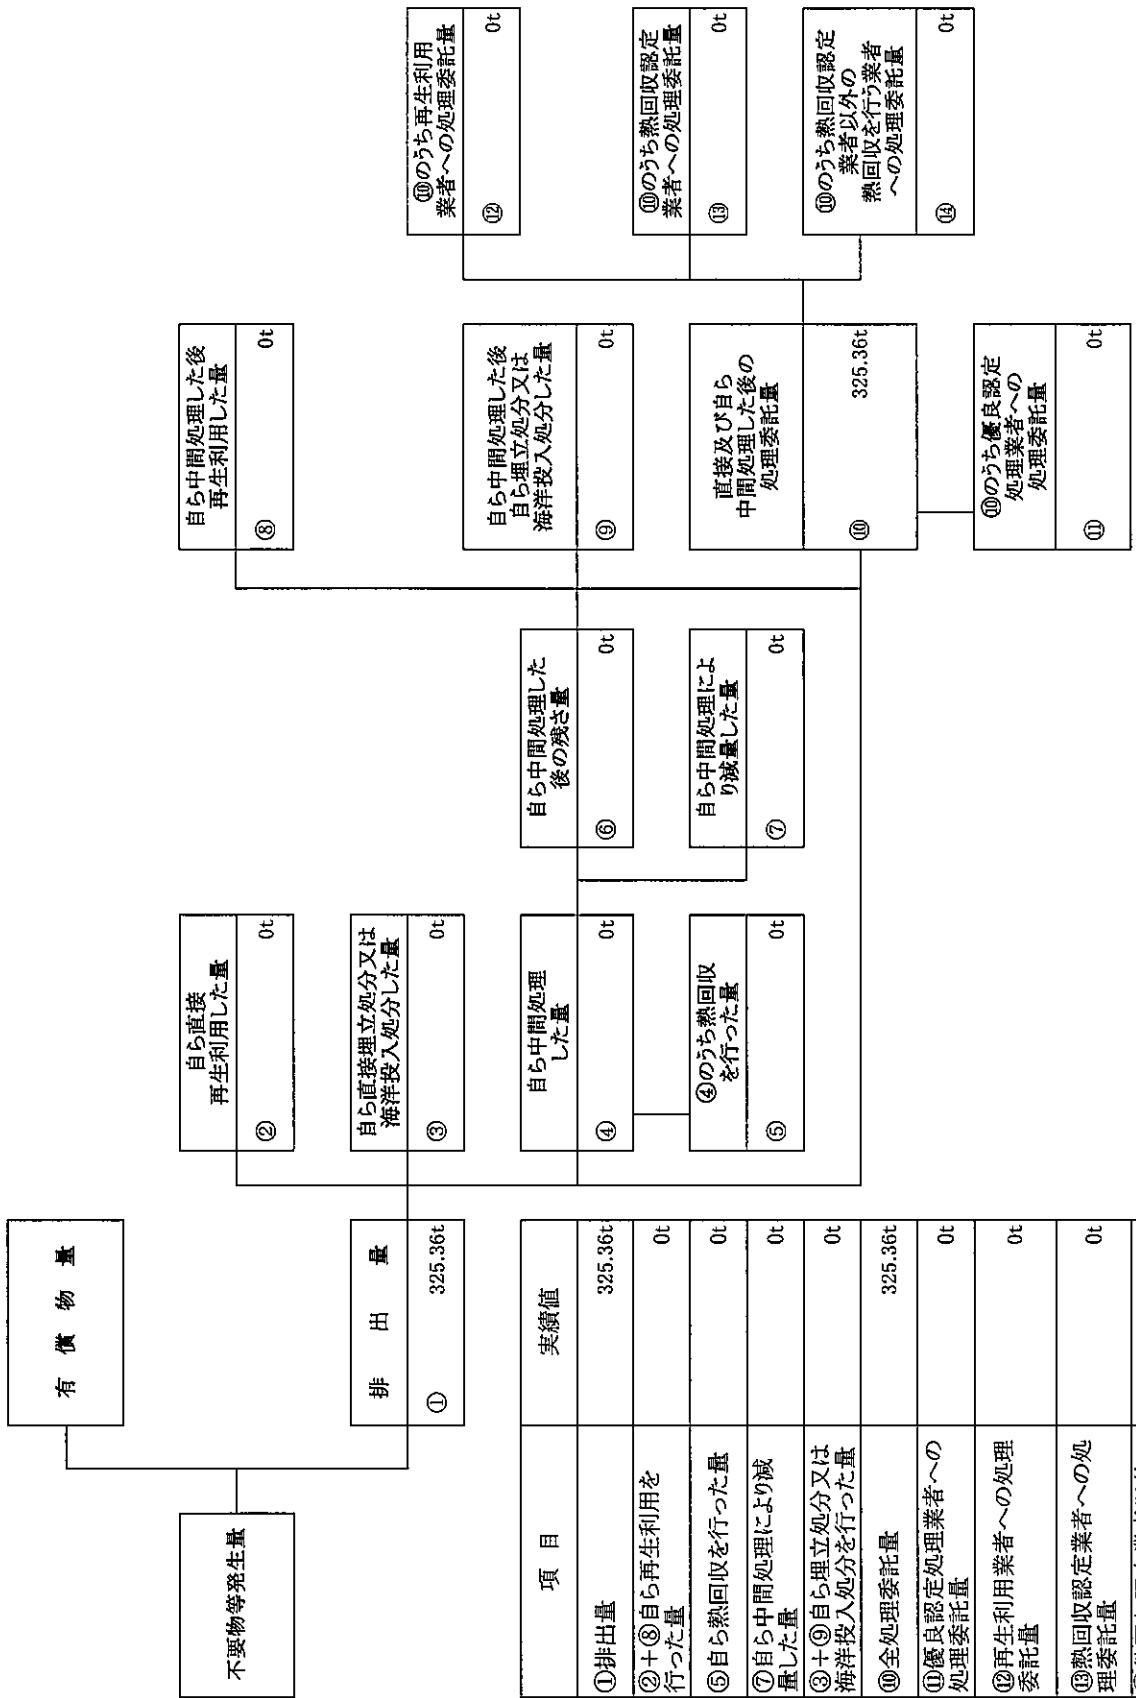 有 償 物 量
不要物等発生量
排 出 量
① 325.36t
自ら直接
再生利用した量
② 0t
自ら直接埋立処分又は
海洋投入処分した量
③ 0t
自ら中間処理
した量
④ 0t
④のうち熱回収
を行った量
⑤ 0t
自ら中間処理した
後の残さ量
⑥ 0t
自ら中間処理によ
り減量した量
⑦ 0t
自ら中間処理した後
再生利用した量
⑧ 0t
自ら中間処理した後
自ら埋立処分又は
海洋投入処分した量
⑨ 0t
直接及び自ら
中間処理した後の
処理委託量
⑩ 325.36t
⑩のうち優良認定
処理業者への
処理委託量
⑪ 0t
⑩のうち再生利用
業者への処理委託量
⑫ 0t
⑩のうち熱回収認定
業者への処理委託量
⑬ 0t
⑩のうち熱回収認定
業者以外の
熱回収を行う業者
への処理委託量
⑭ 0t
項 目 実績値
①排出量 325.36t
②+⑧自ら再生利用を
行った量 0t
⑤自ら熱回収を行った量 0t
⑦自ら中間処理により減
量した量 0t
③+⑨自ら埋立処分又は
海洋投入処分を行った量 0t
⑩全処理委託量 325.36t
⑪優良認定処理業者への
処理委託量 0t
⑫再生利用業者への処理
委託量 0t
⑬熱回収認定業者への処
理委託量 0t